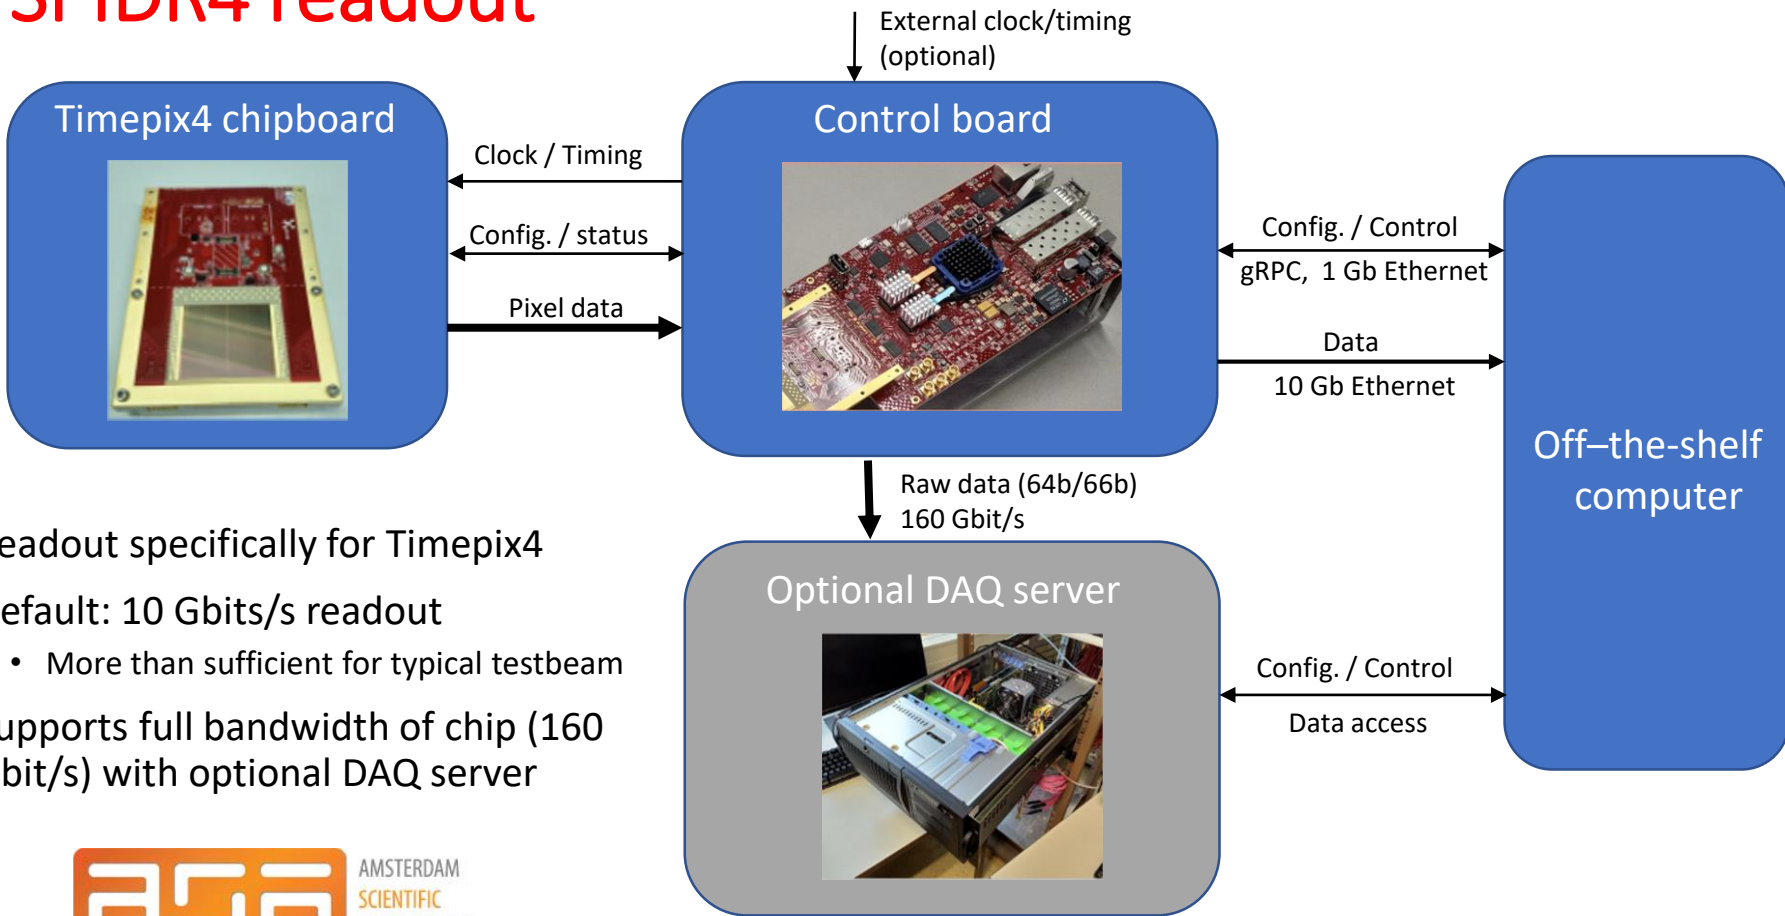 SPIDR4 readout
External clock/timing
(optional)
Timepix4 chipboard
Control board
Clock / Timing
Config. / status
Pixel data
Config. / Control
gRPC, 1 Gb Ethernet
Data
10 Gb Ethernet
Off–the-shelf
computer
Raw data (64b/66b)
160 Gbit/s
eadout specifically for Timepix4
efault: 10 Gbits/s readout
• More than sufficient for typical testbeam
upports full bandwidth of chip (160
bit/s) with optional DAQ server
Optional DAQ server
Config. / Control
Data access
AMSTERDAM
SCIENTIFIC